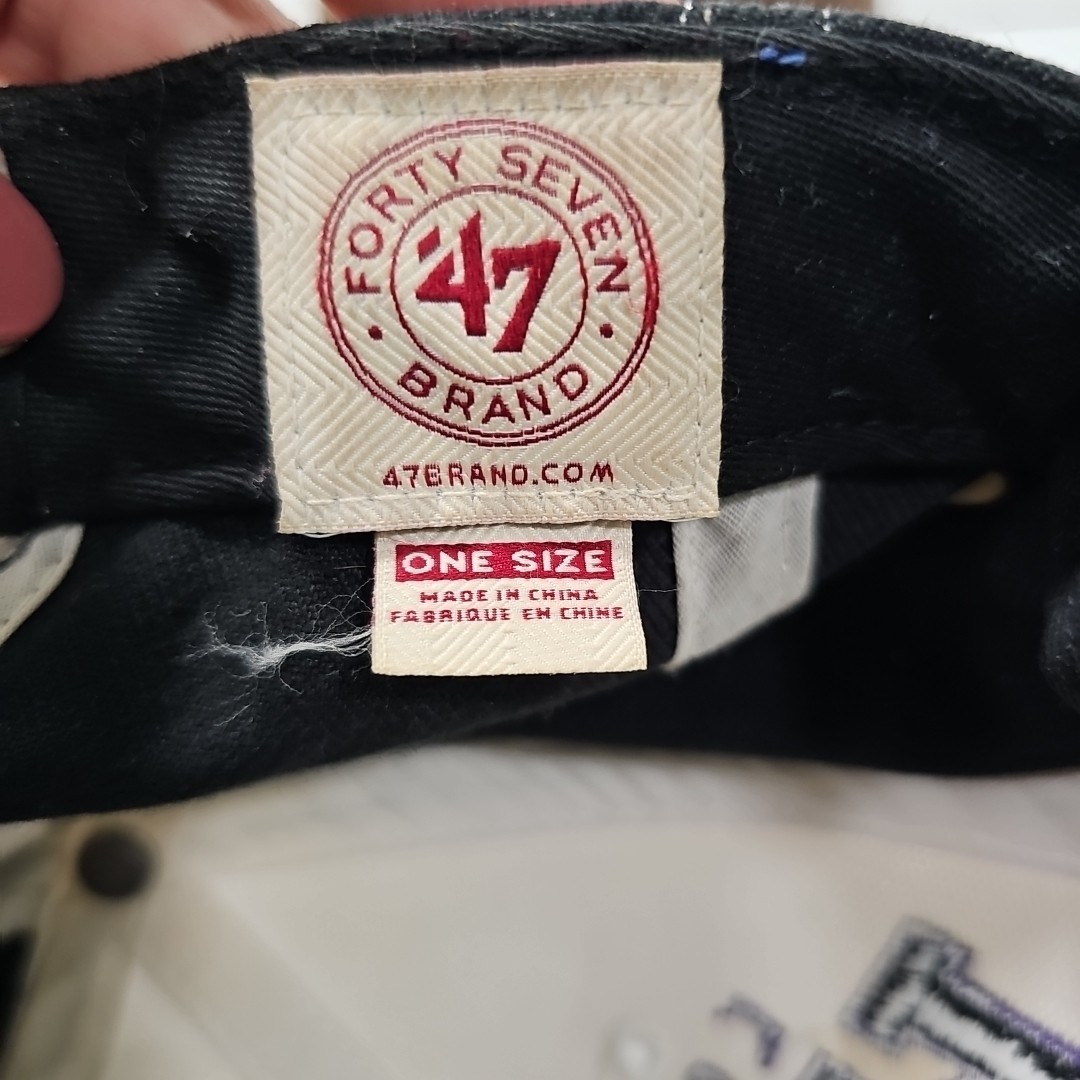 FORTY SEVEN
'47
BRAND
47BRAND.COM
ONE SIZE
MADE IN CHINA
FABRIQUE EN CHINE